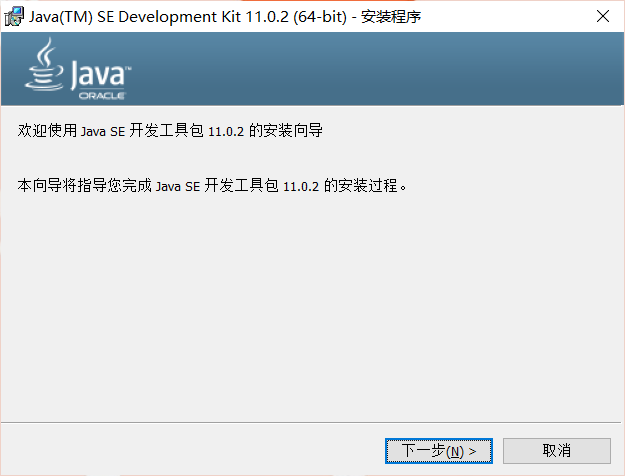 Java(TM) SE Development Kit 11.0.2 (64-bit) - 安装程序
Java™
ORACLE
欢迎使用 Java SE 开发工具包 11.0.2 的安装向导
本向导将指导您完成 Java SE 开发工具包 11.0.2 的安装过程。
下一步(N) >
取消